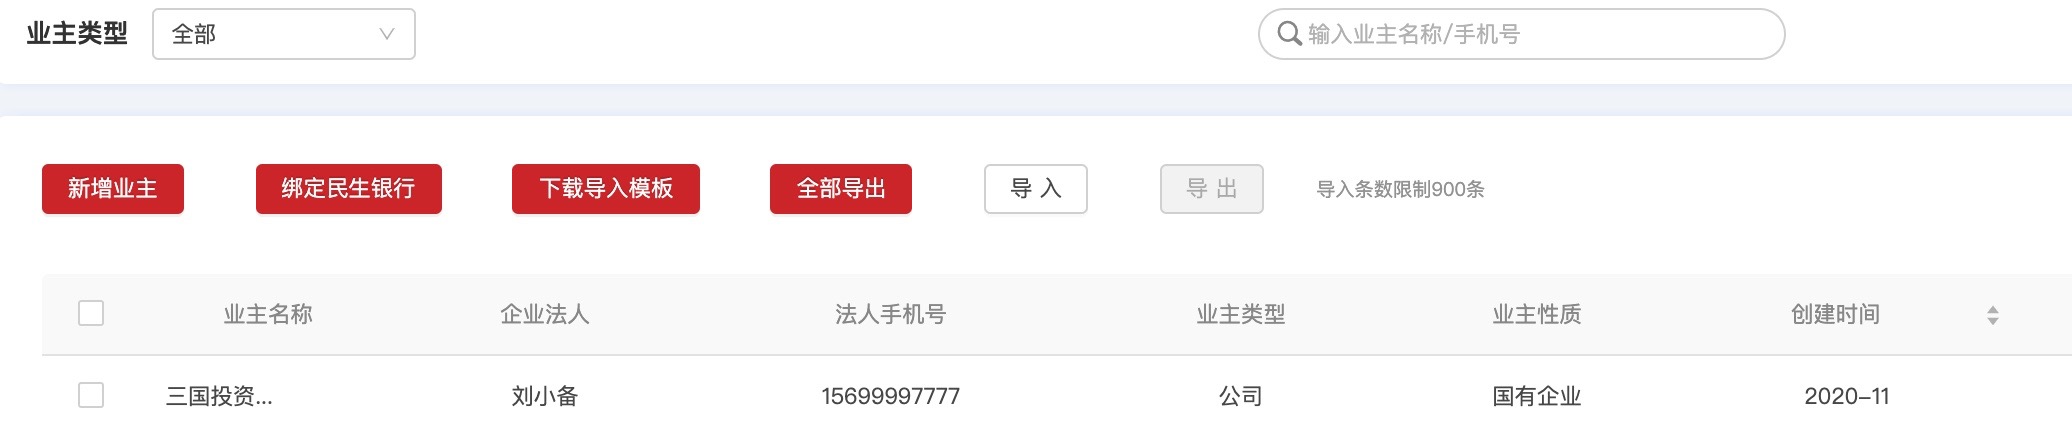 业主类型 全部 输入业主名称/手机号
新增业主 绑定民生银行 下载导入模板 全部导出 导入 导出 导入条数限制900条
业主名称 企业法人 法人手机号 业主类型 业主性质 创建时间
三国投资... 刘小备 15699997777 公司 国有企业 2020-11